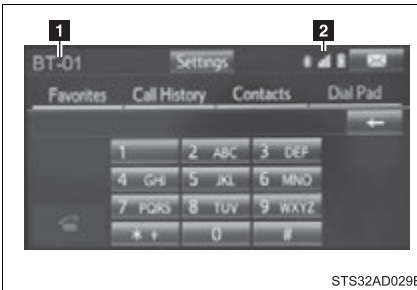 1 2
BT-01 Settings
Favorites Call History Contacts Dial Pad
1 2 ABC 3 DEF
4 GHI 5 JKL 6 MNO
7 PQRS 8 TUV 9 WXYZ
* + 0 #
STS32AD029E